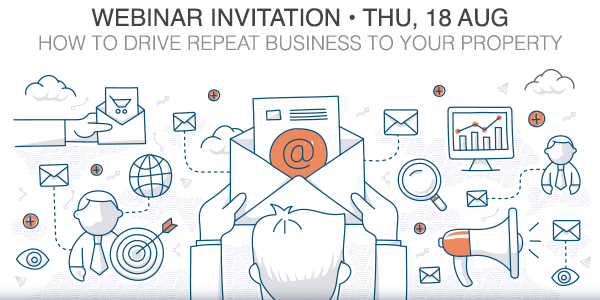 WEBINAR INVITATION • THU, 18 AUG
HOW TO DRIVE REPEAT BUSINESS TO YOUR PROPERTY
@